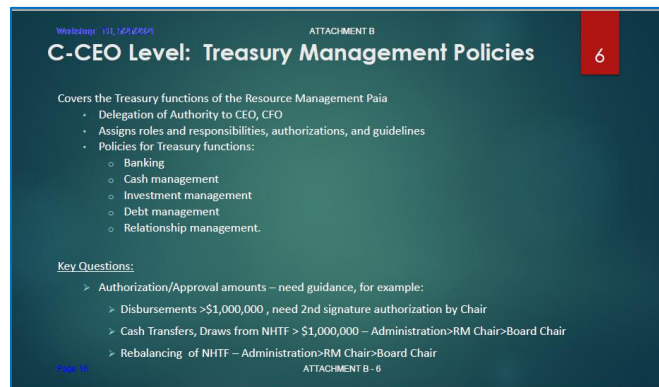 ATTACHMENT B
C-CEO Level: Treasury Management Policies
6
Covers the Treasury functions of the Resource Management Paia
• Delegation of Authority to CEO, CFO
• Assigns roles and responsibilities, authorizations, and guidelines
• Policies for Treasury functions:
o Banking
o Cash management
o Investment management
o Debt management
o Relationship management.
Key Questions:
➢ Authorization/Approval amounts – need guidance, for example:
➢ Disbursements >$1,000,000 , need 2nd signature authorization by Chair
➢ Cash Transfers, Draws from NHTF > $1,000,000 – Administration>RM Chair>Board Chair
➢ Rebalancing of NHTF – Administration>RM Chair>Board Chair
Page 16
ATTACHMENT B - 6